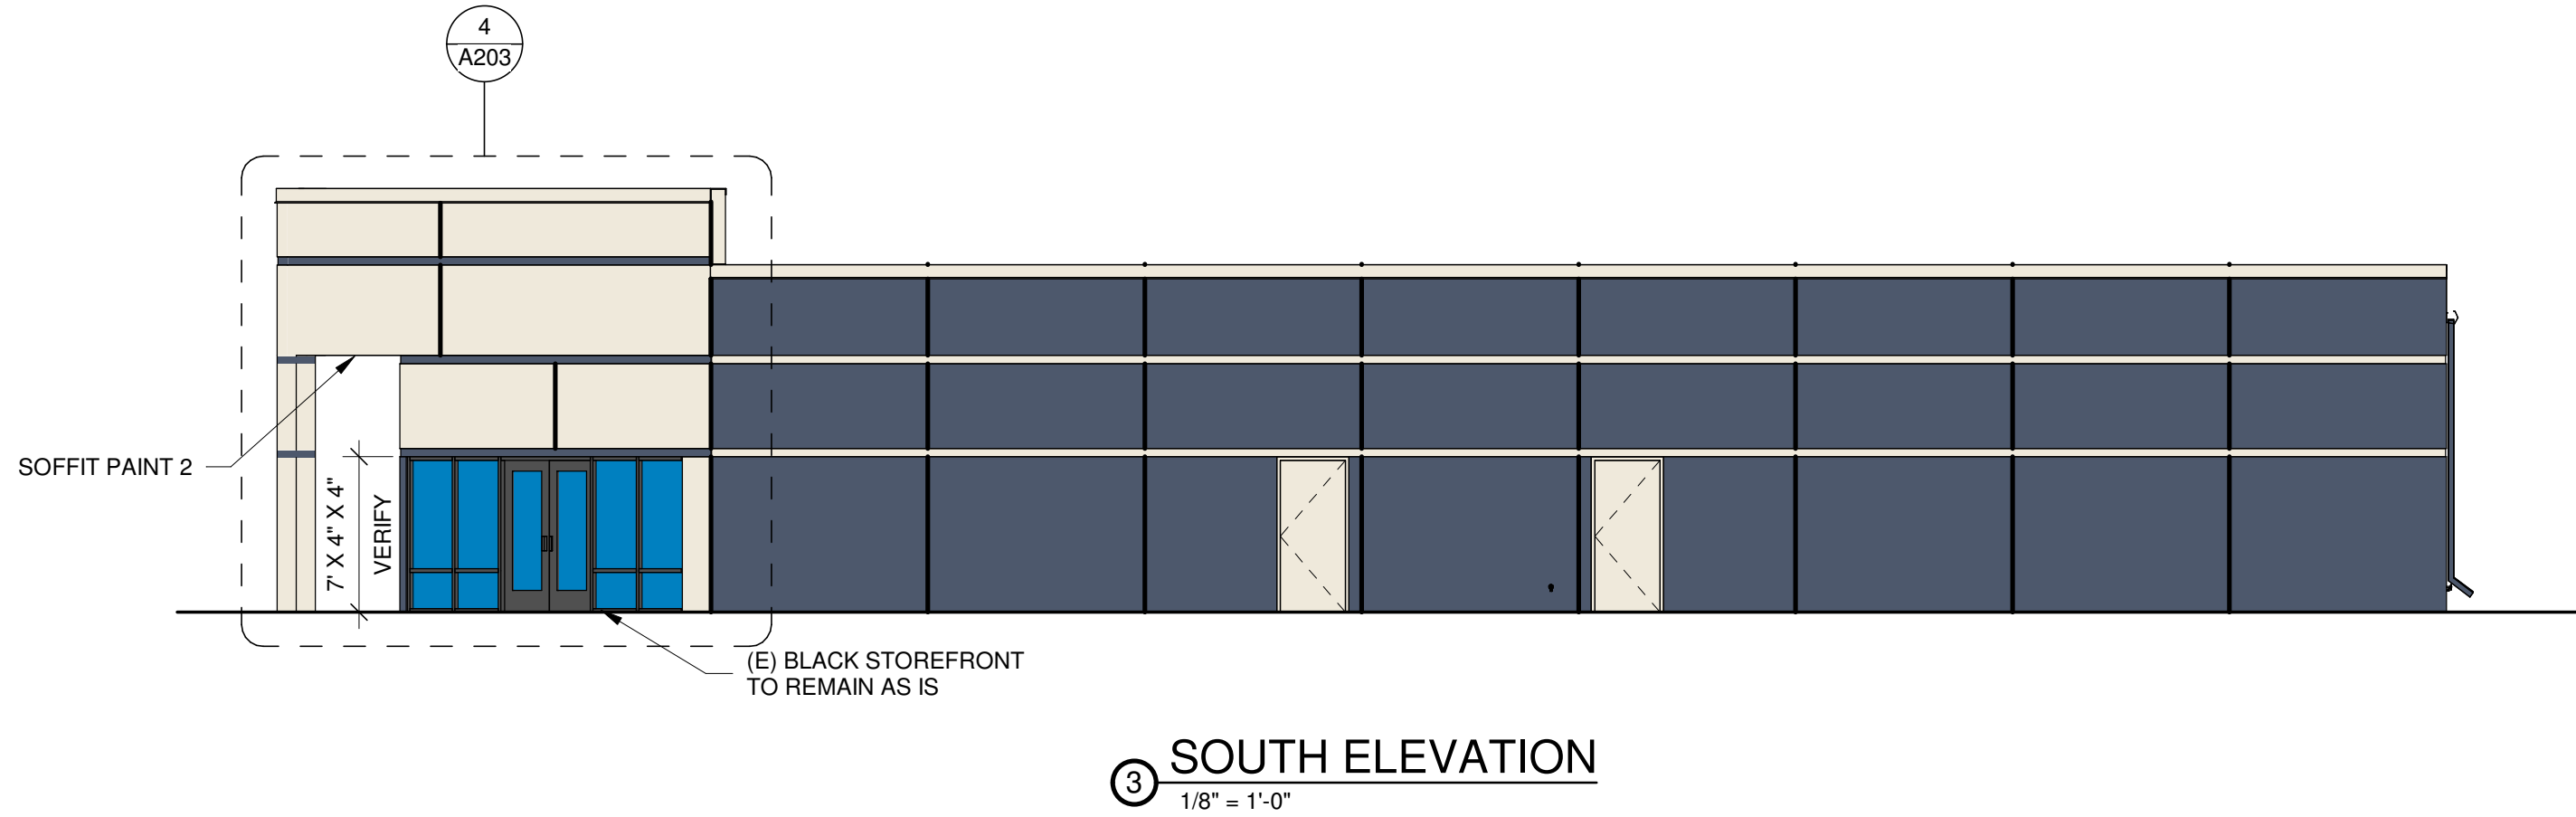 4
A203
SOFFIT PAINT 2
7' X 4" X 4"
VERIFY
(E) BLACK STOREFRONT
TO REMAIN AS IS
3
SOUTH ELEVATION
1/8" = 1'-0"